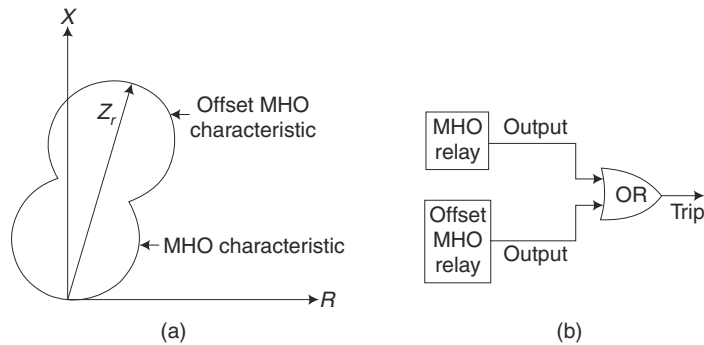 X
Z_r
Offset MHO
characteristic
MHO characteristic
R
(a)
MHO
relay
Output
Offset
MHO
relay
Output
OR
Trip
(b)